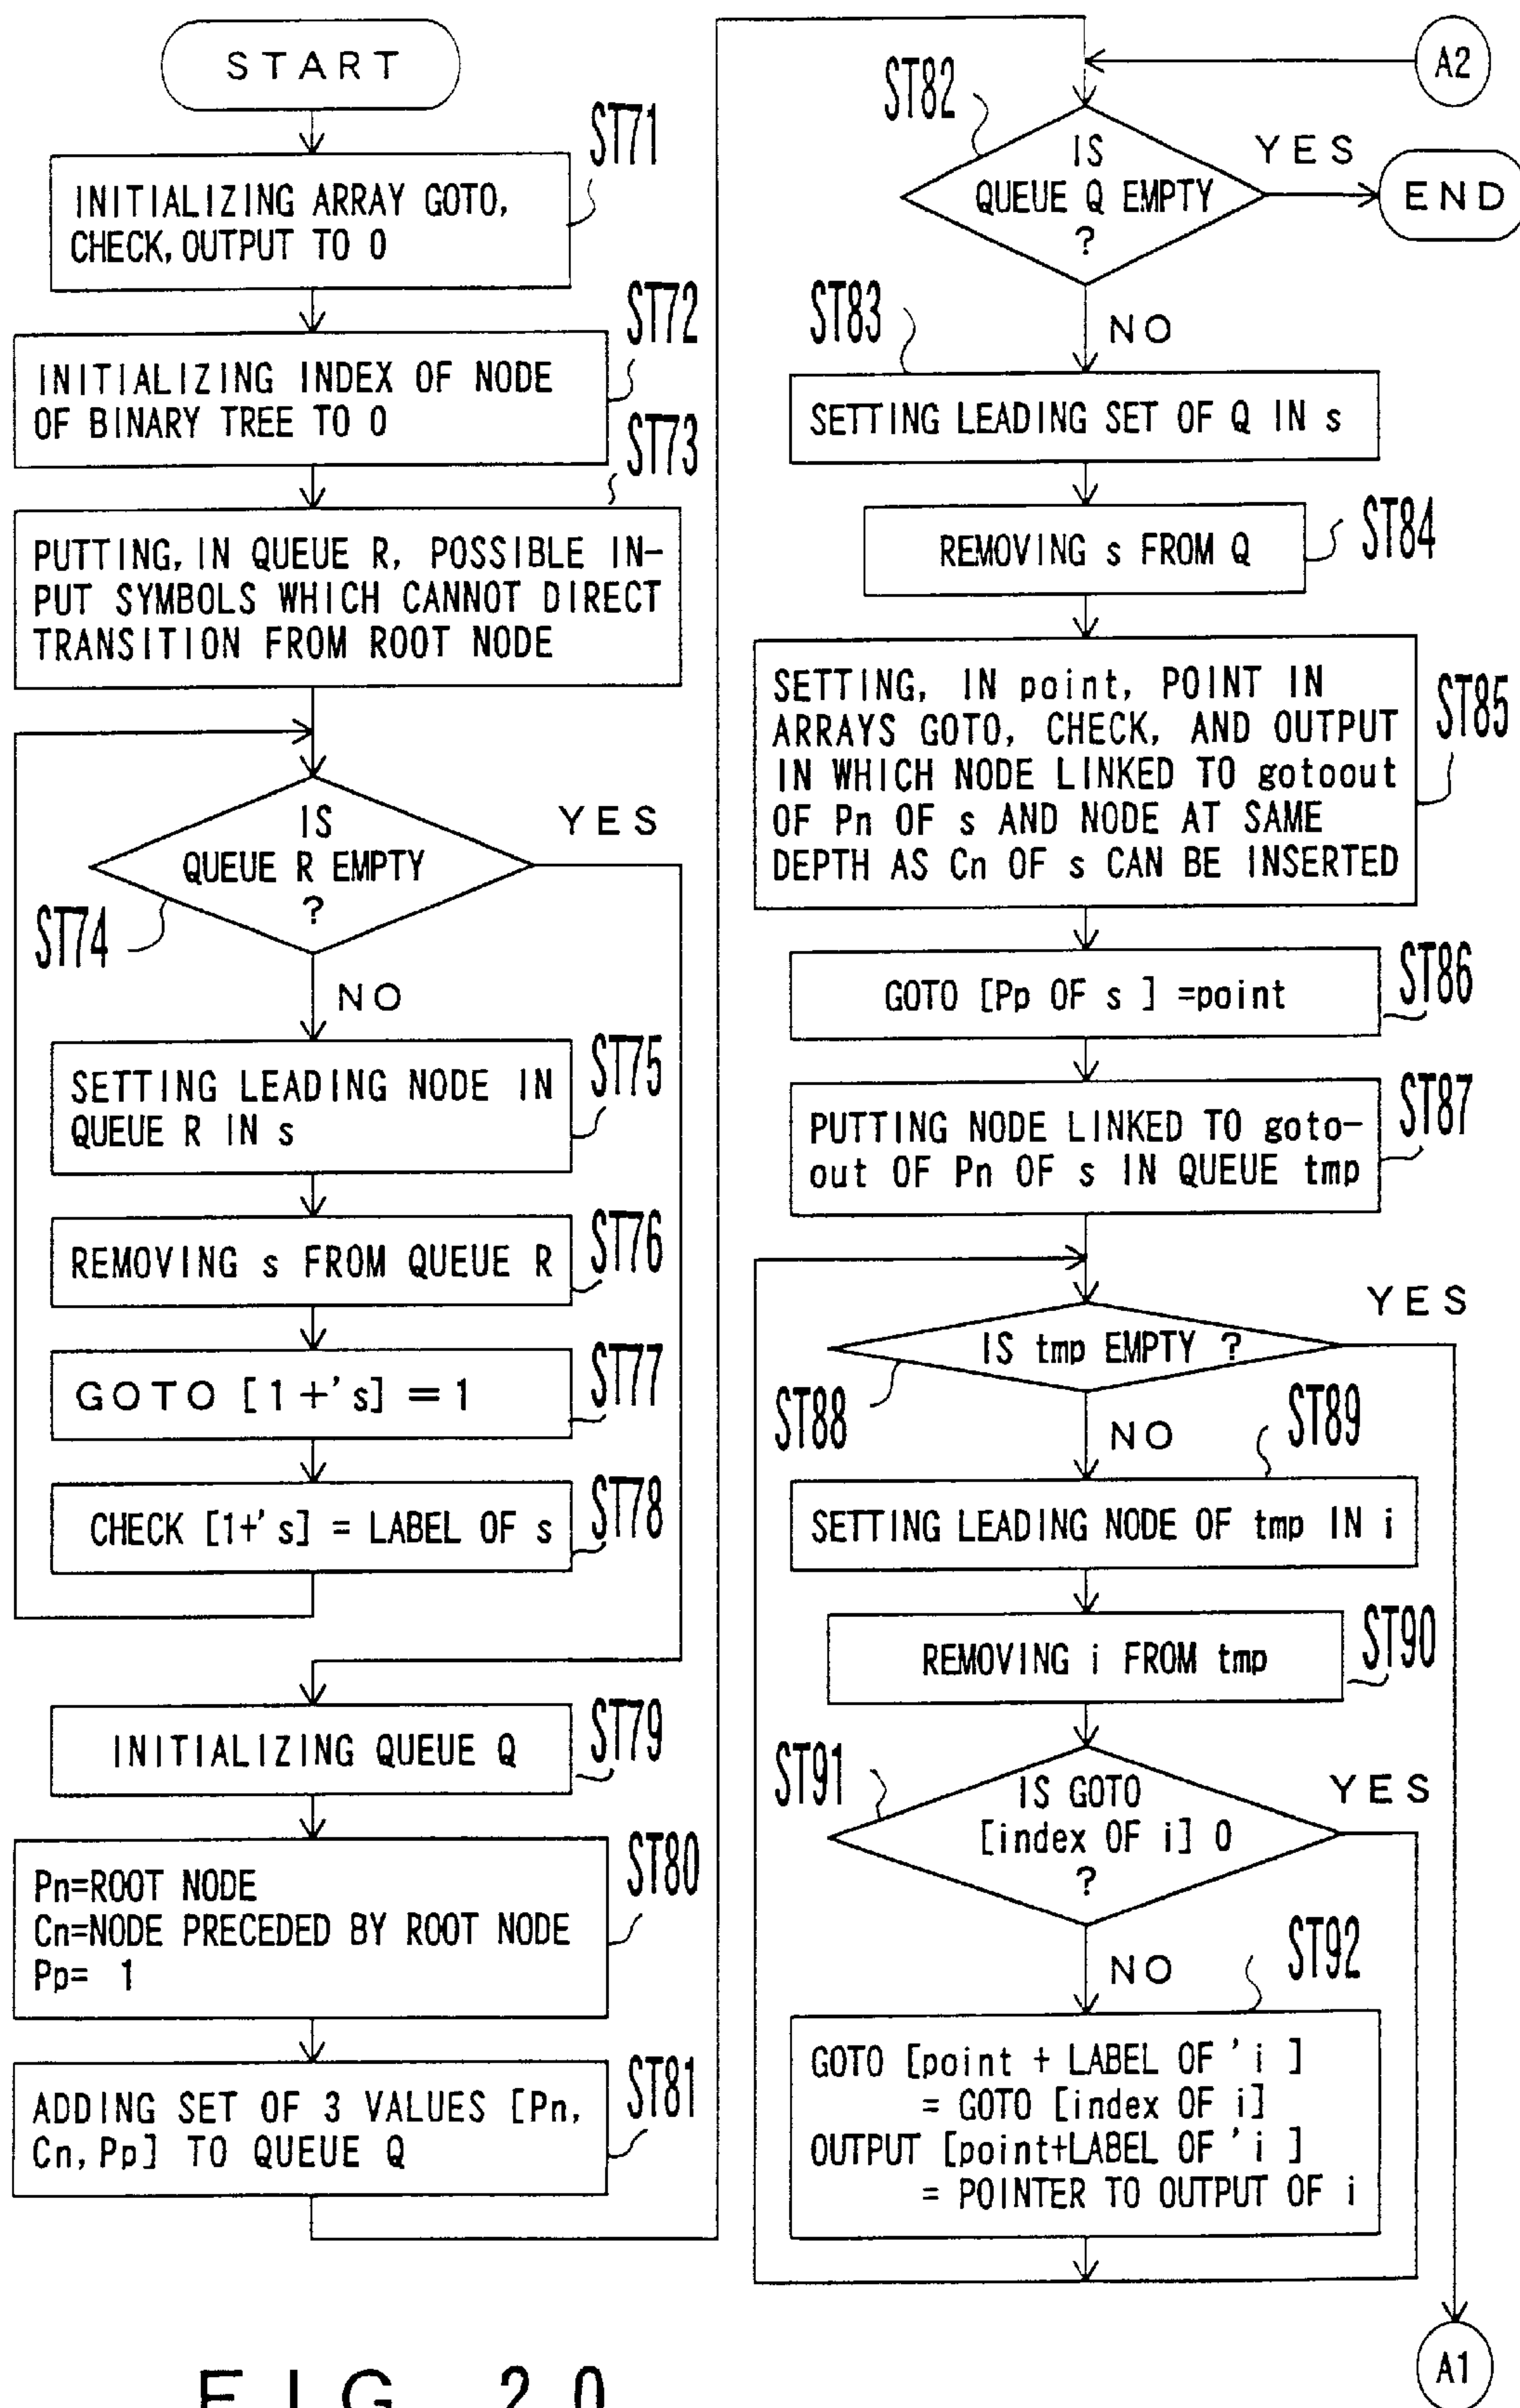 START
ST71
INITIALIZING ARRAY GOTO,
CHECK, OUTPUT TO 0
ST72
INITIALIZING INDEX OF NODE
OF BINARY TREE TO 0
ST73
PUTTING, IN QUEUE R, POSSIBLE IN-
PUT SYMBOLS WHICH CANNOT DIRECT
TRANSITION FROM ROOT NODE
IS
QUEUE R EMPTY
?
YES
ST74
NO
ST75
SETTING LEADING NODE IN
QUEUE R IN s
ST76
REMOVING s FROM QUEUE R
ST77
GOTO [1+'s] = 1
ST78
CHECK [1+'s] = LABEL OF s
ST79
INITIALIZING QUEUE Q
ST80
Pn=ROOT NODE
Cn=NODE PRECEDED BY ROOT NODE
Pp= 1
ST81
ADDING SET OF 3 VALUES [Pn,
Cn, Pp] TO QUEUE Q
A2
ST82
IS
QUEUE Q EMPTY
?
YES
END
NO
ST83
SETTING LEADING SET OF Q IN s
ST84
REMOVING s FROM Q
ST85
SETTING, IN point, POINT IN
ARRAYS GOTO, CHECK, AND OUTPUT
IN WHICH NODE LINKED TO gotoout
OF Pn OF s AND NODE AT SAME
DEPTH AS Cn OF s CAN BE INSERTED
ST86
GOTO [Pp OF s ] =point
ST87
PUTTING NODE LINKED TO goto-
out OF Pn OF s IN QUEUE tmp
YES
IS tmp EMPTY ?
ST88
NO
ST89
SETTING LEADING NODE OF tmp IN i
ST90
REMOVING i FROM tmp
ST91
IS GOTO
[index OF i] 0
?
YES
NO
ST92
GOTO [point + LABEL OF 'i ]
= GOTO [index OF i]
OUTPUT [point+LABEL OF 'i ]
= POINTER TO OUTPUT OF i
A1
FIG. 20